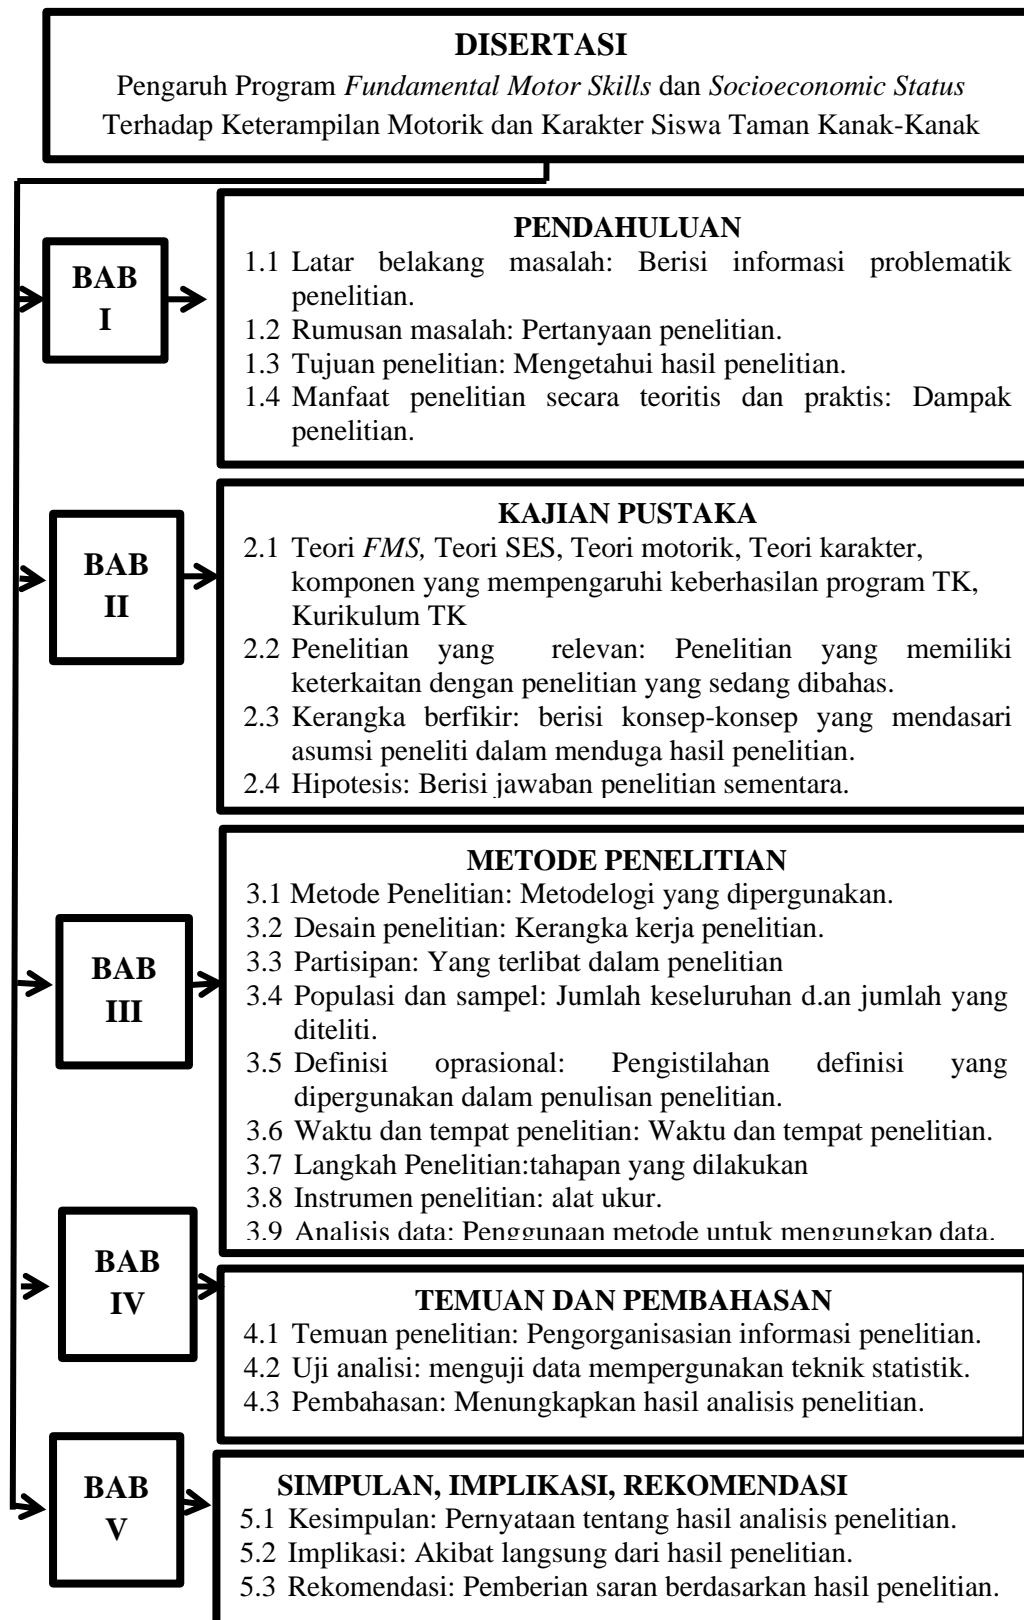 DISERTASI
Pengaruh Program Fundamental Motor Skills dan Socioeconomic Status
Terhadap Keterampilan Motorik dan Karakter Siswa Taman Kanak-Kanak
BAB
I
PENDAHULUAN
1.1 Latar belakang masalah: Berisi informasi problematik
penelitian.
1.2 Rumusan masalah: Pertanyaan penelitian.
1.3 Tujuan penelitian: Mengetahui hasil penelitian.
1.4 Manfaat penelitian secara teoritis dan praktis: Dampak
penelitian.
BAB
II
KAJIAN PUSTAKA
2.1 Teori FMS, Teori SES, Teori motorik, Teori karakter,
komponen yang mempengaruhi keberhasilan program TK,
Kurikulum TK
2.2 Penelitian yang relevan: Penelitian yang memiliki
keterkaitan dengan penelitian yang sedang dibahas.
2.3 Kerangka berfikir: berisi konsep-konsep yang mendasari
asumsi peneliti dalam menduga hasil penelitian.
2.4 Hipotesis: Berisi jawaban penelitian sementara.
BAB
III
METODE PENELITIAN
3.1 Metode Penelitian: Metodelogi yang dipergunakan.
3.2 Desain penelitian: Kerangka kerja penelitian.
3.3 Partisipan: Yang terlibat dalam penelitian
3.4 Populasi dan sampel: Jumlah keseluruhan d.an jumlah yang
diteliti.
3.5 Definisi oprasional: Pengistilahan definisi yang
dipergunakan dalam penulisan penelitian.
3.6 Waktu dan tempat penelitian: Waktu dan tempat penelitian.
3.7 Langkah Penelitian:tahapan yang dilakukan
3.8 Instrumen penelitian: alat ukur.
3.9 Analisis data: Penggunaan metode untuk mengungkap data.
BAB
IV
TEMUAN DAN PEMBAHASAN
4.1 Temuan penelitian: Pengorganisasian informasi penelitian.
4.2 Uji analisi: menguji data mempergunakan teknik statistik.
4.3 Pembahasan: Menungkapkan hasil analisis penelitian.
BAB
V
SIMPULAN, IMPLIKASI, REKOMENDASI
5.1 Kesimpulan: Pernyataan tentang hasil analisis penelitian.
5.2 Implikasi: Akibat langsung dari hasil penelitian.
5.3 Rekomendasi: Pemberian saran berdasarkan hasil penelitian.